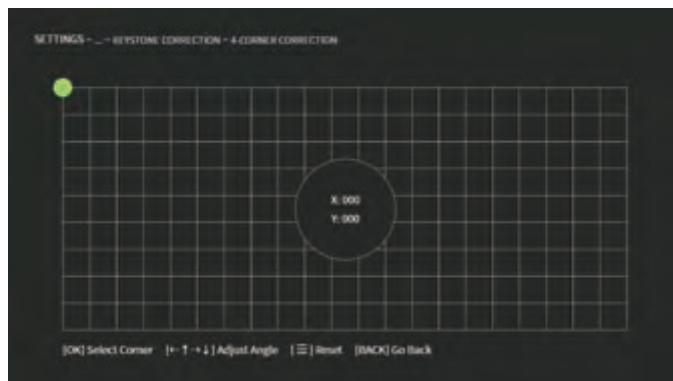 SETTINGS - ... - KEYSTONE CORRECTION - 4-CORNER CORRECTION
X: 000
Y: 000
[OK] Select Corner [←↑→↓] Adjust Angle [☰] Reset [BACK] Go Back